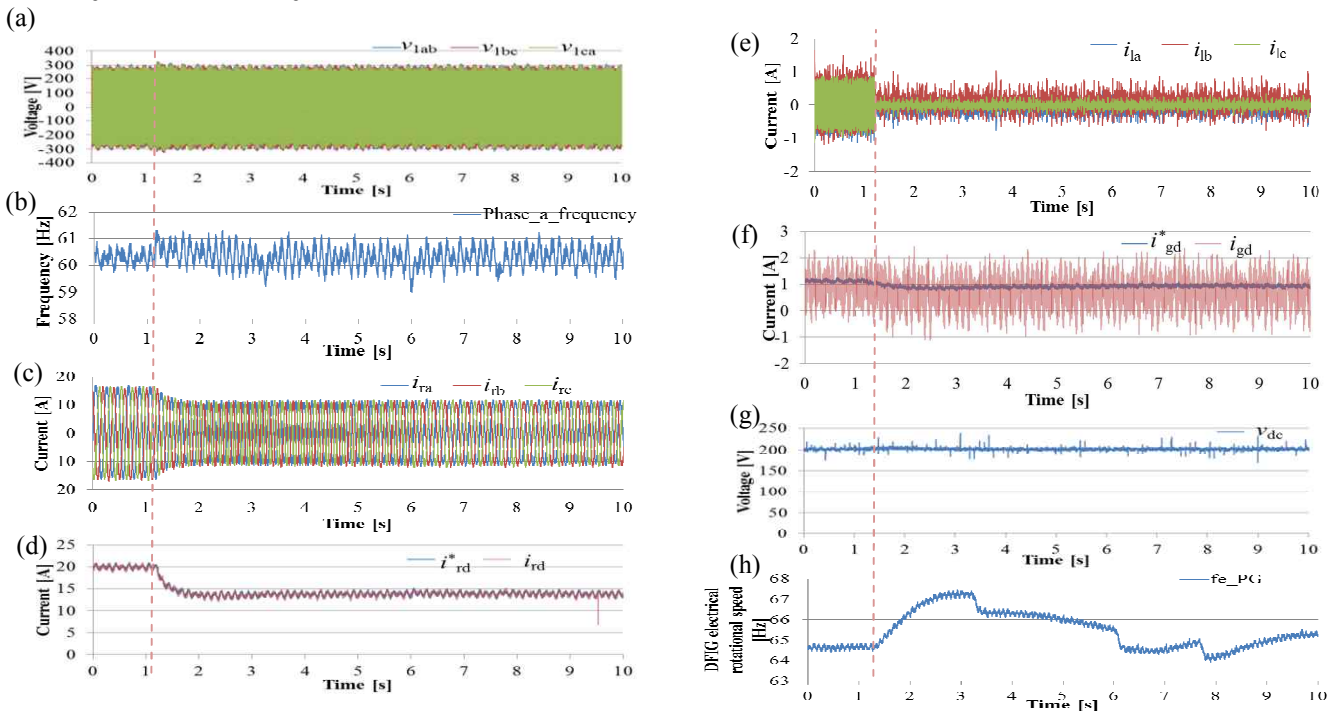 (a)
v1ab v1bc v1ca
Voltage [V]
400
300
200
100
0
-100
-200
-300
-400
0 1 2 3 4 5 6 7 8 9 10
Time [s]
(b)
Phase_a_frequency
Frequency [Hz]
62
61
60
59
58
0 1 2 3 4 5 6 7 8 9 10
Time [s]
(c)
ira irb irc
Current [A]
20
10
0
10
20
0 1 2 3 4 5 6 7 8 9 10
Time [s]
(d)
i*rd ird
Current [A]
25
20
15
10
5
0
0 1 2 3 4 5 6 7 8 9 10
Time [s]
(e)
ila ilb ilc
Current [A]
2
1
0
-1
-2
0 1 2 3 4 5 6 7 8 9 10
Time [s]
(f)
i*gd igd
Current [A]
3
2
1
0
-1
-2
0 1 2 3 4 5 6 7 8 9 10
Time [s]
(g)
vdc
Voltage [V]
250
200
150
100
50
0
0 1 2 3 4 5 6 7 8 9 10
Time [s]
(h)
fe_PG
DFIG electrical
rotational speed
[Hz]
68
67
66
65
64
63
0 1 2 3 4 5 6 7 8 9 10
Time [s]